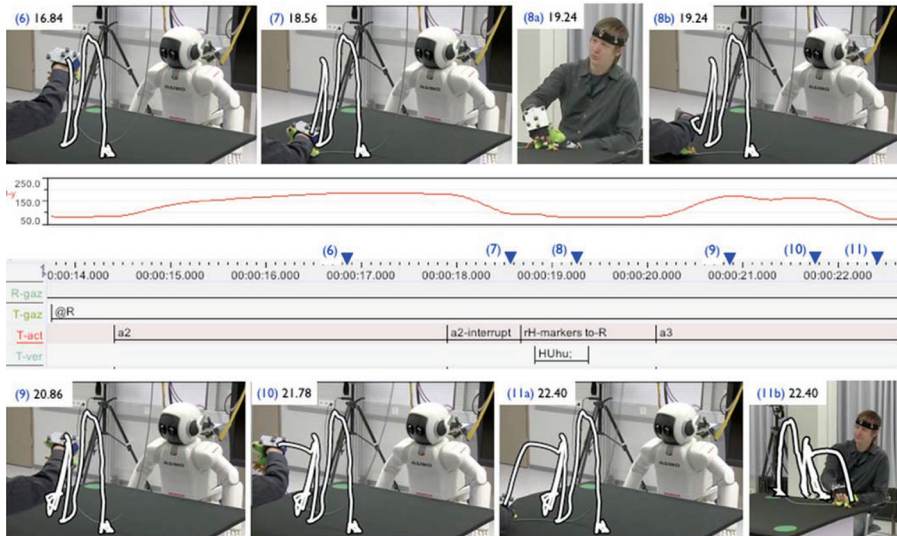 (6) 16.84
(7) 18.56
(8a) 19.24
(8b) 19.24
250.0
150.0
50.0
(6)
(7)
(8)
(9)
(10)
(11)
00:00:14.000 00:00:15.000 00:00:16.000 00:00:17.000 00:00:18.000 00:00:19.000 00:00:20.000 00:00:21.000 00:00:22.000
R-gaz
T-gaz @R
T-act a2 a2-interrupt rH-markers to-R a3
T-ver HUhu;
(9) 20.86
(10) 21.78
(11a) 22.40
(11b) 22.40